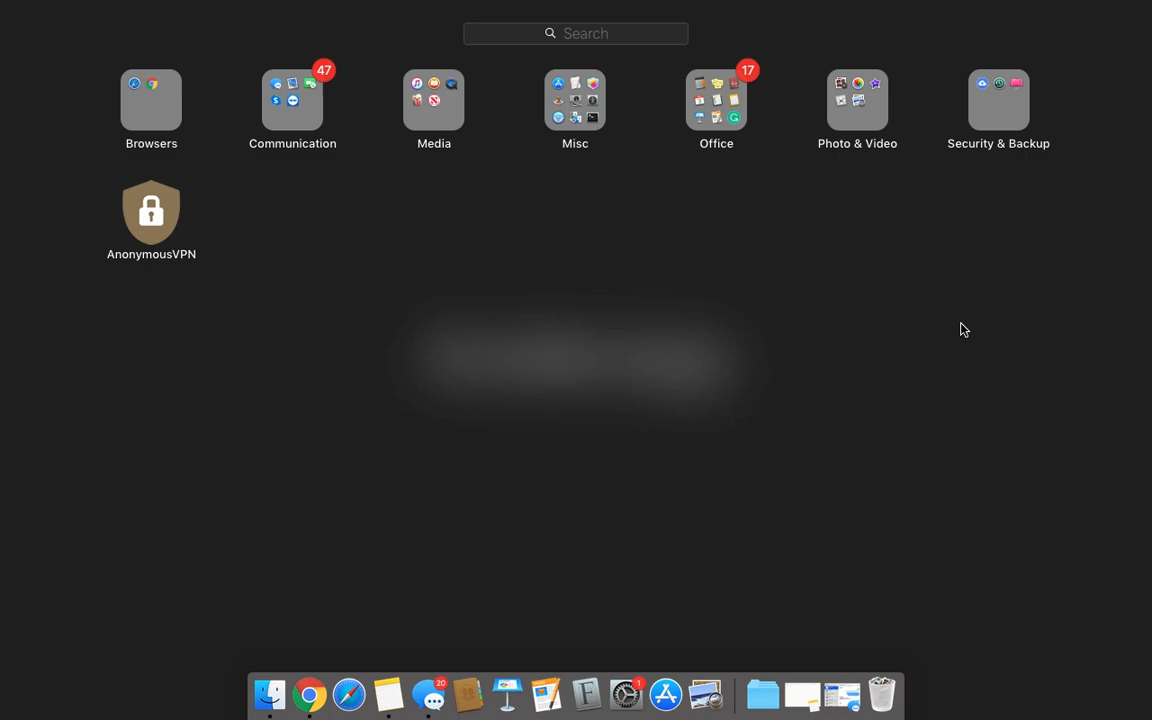 Search
47
17
Browsers
Communication
Media
Misc
Office
Photo & Video
Security & Backup
AnonymousVPN
20
1